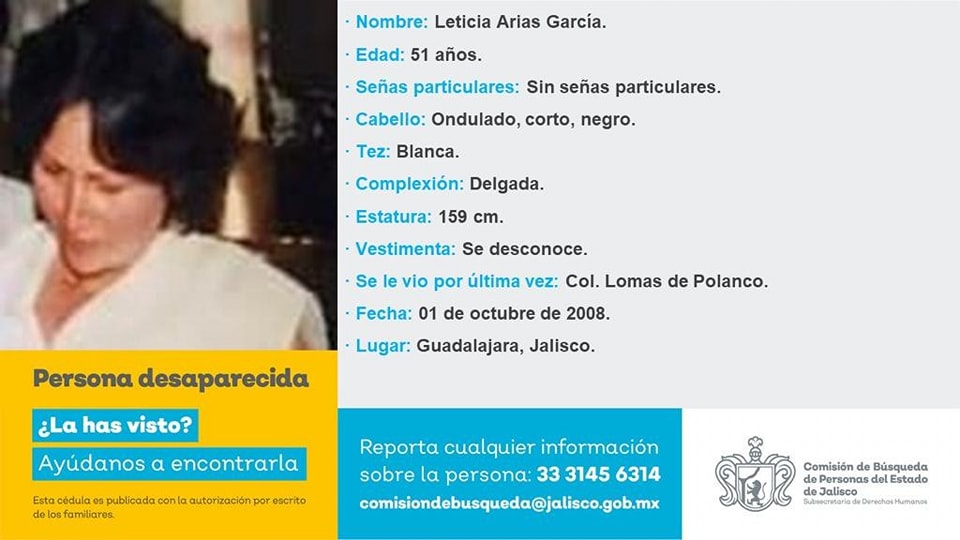 · Nombre: Leticia Arias García.
· Edad: 51 años.
· Señas particulares: Sin señas particulares.
· Cabello: Ondulado, corto, negro.
· Tez: Blanca.
· Complexión: Delgada.
· Estatura: 159 cm.
· Vestimenta: Se desconoce.
· Se le vio por última vez: Col. Lomas de Polanco.
· Fecha: 01 de octubre de 2008.
· Lugar: Guadalajara, Jalisco.
Persona desaparecida
¿La has visto?
Ayúdanos a encontrarla
Esta cédula es publicada con la autorización por escrito
de los familiares.
Reporta cualquier información
sobre la persona: 33 3145 6314
comisiondebusqueda@jalisco.gob.mx
Comisión de Búsqueda
de Personas del Estado
de Jalisco
Subsecretaría de Derechos Humanos